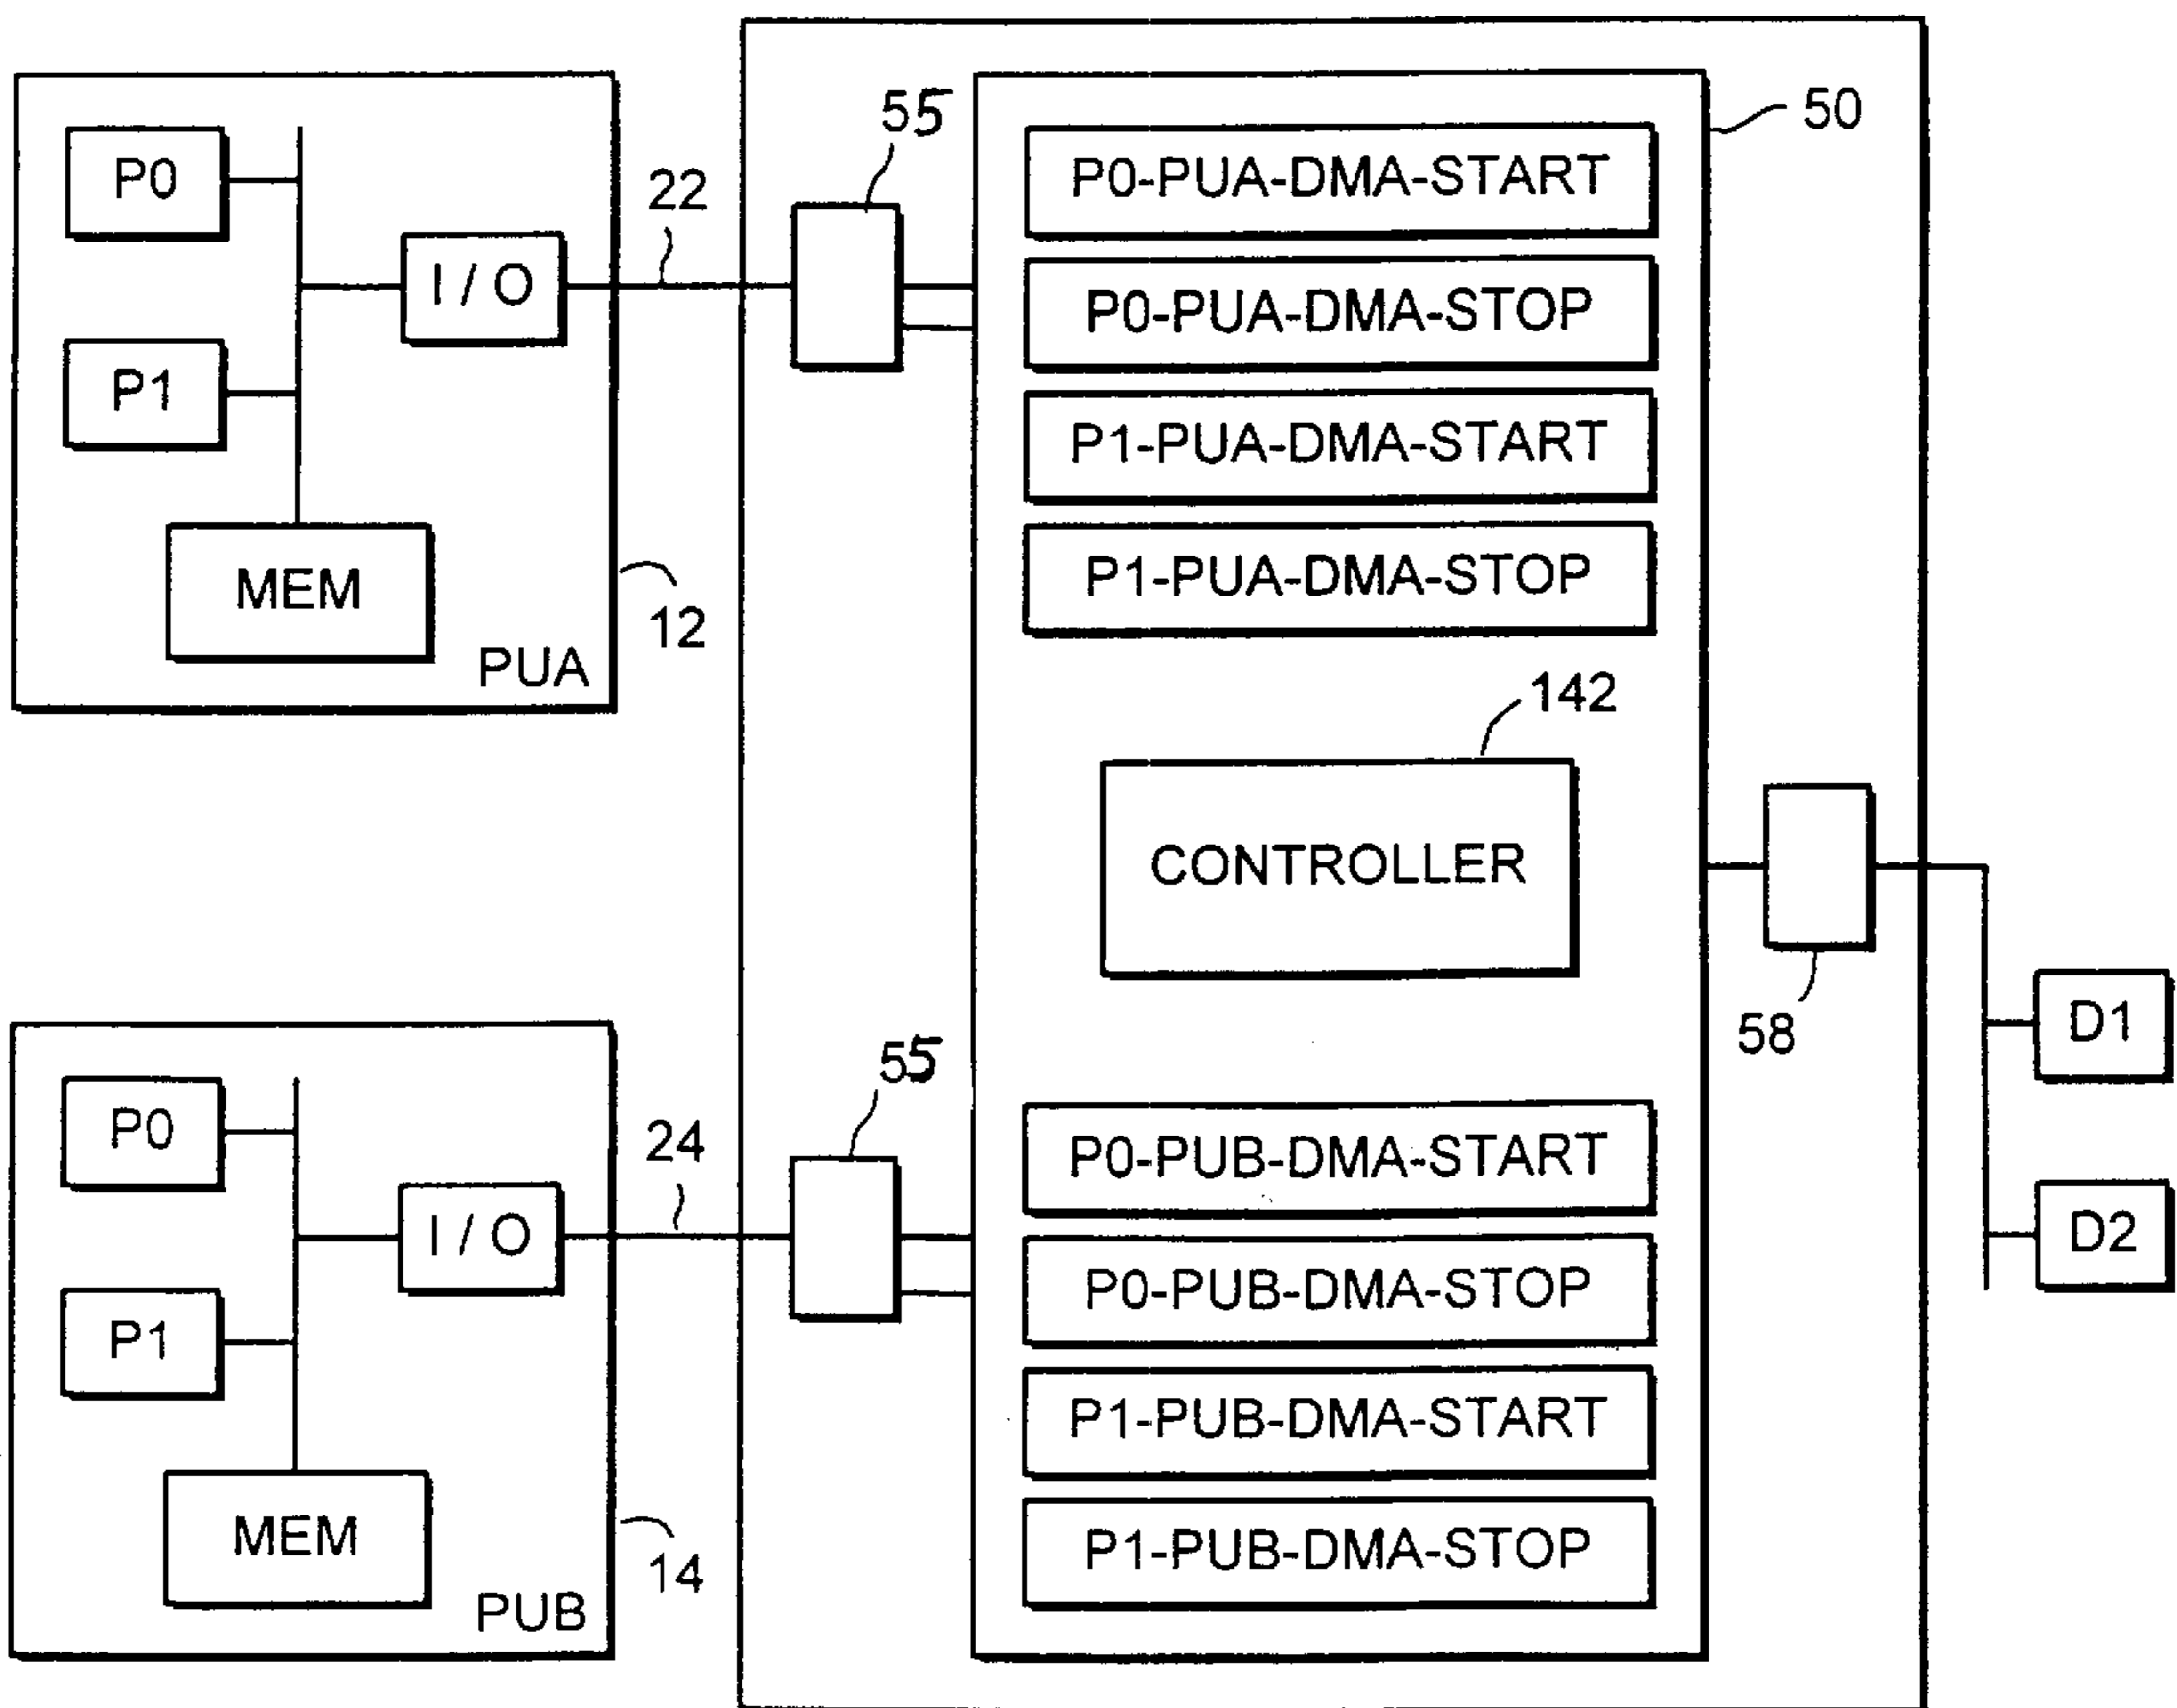 P0
P1
I / O
MEM
PUA
12
22
55
50
P0-PUA-DMA-START
P0-PUA-DMA-STOP
P1-PUA-DMA-START
P1-PUA-DMA-STOP
142
CONTROLLER
58
D1
D2
P0
P1
I / O
MEM
PUB
14
24
55
P0-PUB-DMA-START
P0-PUB-DMA-STOP
P1-PUB-DMA-START
P1-PUB-DMA-STOP